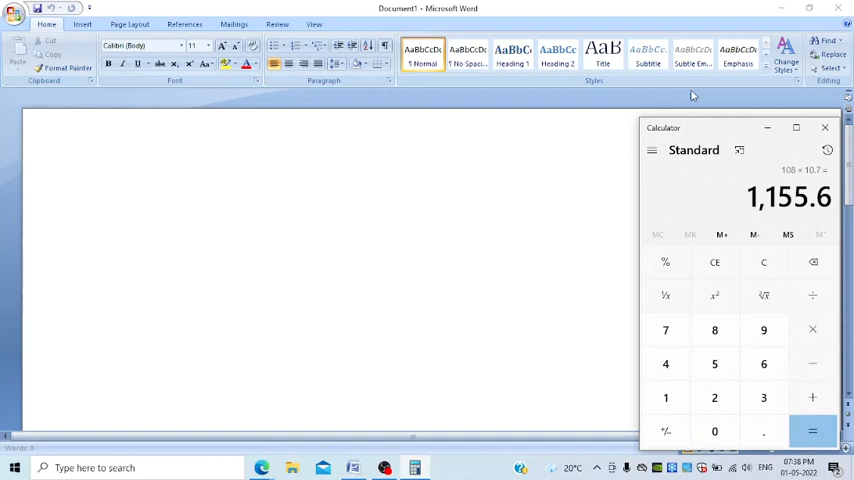 Document1 - Microsoft Word
Home Insert Page Layout References Mailings Review View
Paste
Cut
Copy
Format Painter
Clipboard
Calibri (Body) 11
Font
Paragraph
AaBbCcDc AaBbCcDc AaBbCc AaBbCc AaB AaBbCc. AaBbCcDc AaBbCcDc
¶ Normal ¶ No Spaci... Heading 1 Heading 2 Title Subtitle Subtle Em... Emphasis
Styles
Change
Styles
Find
Replace
Select
Editing
Calculator
Standard
108 × 10.7 =
1,155.6
MC MR M+ M- MS M˅
% CE C
¹/x x² ²√x ÷
7 8 9 ×
4 5 6 −
1 2 3 +
+/- 0 . =
Words: 0
Type here to search
20°C
ENG
07:38 PM
01-05-2022
2